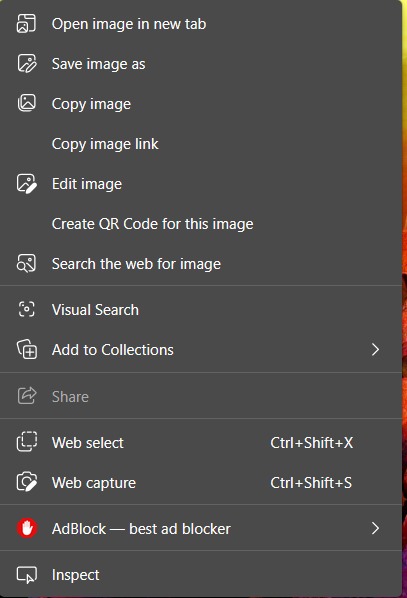 Open image in new tab
Save image as
Copy image
Copy image link
Edit image
Create QR Code for this image
Search the web for image
Visual Search
Add to Collections
Share
Web select Ctrl+Shift+X
Web capture Ctrl+Shift+S
AdBlock — best ad blocker
Inspect